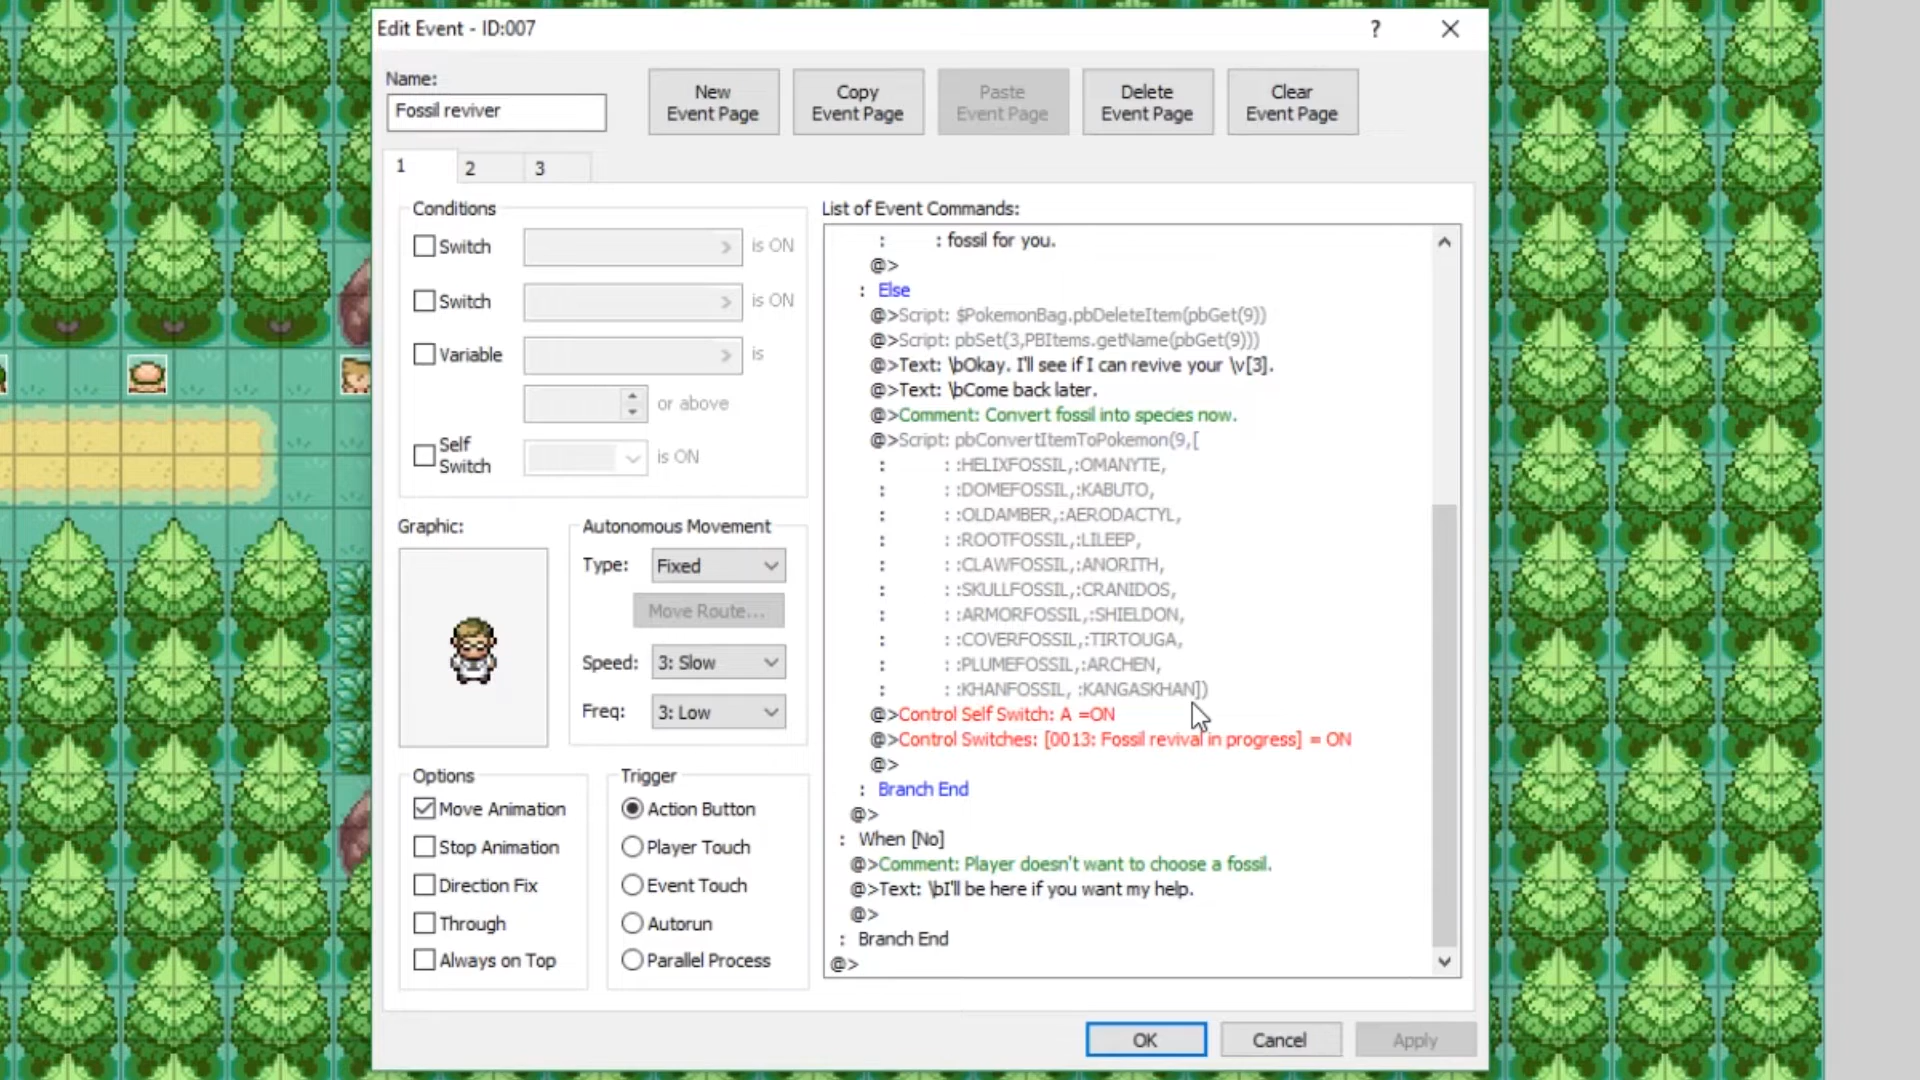 Edit Event - ID:007
?
Name:
Fossil reviver
New
Event Page
Copy
Event Page
Paste
Event Page
Delete
Event Page
Clear
Event Page
1
2
3
Conditions
Switch
is ON
Switch
is ON
Variable
is
or above
Self
Switch
is ON
Graphic:
Autonomous Movement
Type:
Fixed
Move Route...
Speed:
3: Slow
Freq:
3: Low
Options
Move Animation
Stop Animation
Direction Fix
Through
Always on Top
Trigger
Action Button
Player Touch
Event Touch
Autorun
Parallel Process
List of Event Commands:
: : fossil for you.
@>
: Else
@>Script: $PokemonBag.pbDeleteItem(pbGet(9))
@>Script: pbSet(3,PBItems.getName(pbGet(9)))
@>Text: \bOkay. I'll see if I can revive your \v[3].
@>Text: \bCome back later.
@>Comment: Convert fossil into species now.
@>Script: pbConvertItemToPokemon(9,[
: : :HELIXFOSSIL,:OMANYTE,
: : :DOMEFOSSIL,:KABUTO,
: : :OLDAMBER,:AERODACTYL,
: : :ROOTFOSSIL,:LILEEP,
: : :CLAWFOSSIL,:ANORITH,
: : :SKULLFOSSIL,:CRANIDOS,
: : :ARMORFOSSIL,:SHIELDON,
: : :COVERFOSSIL,:TIRTOUGA,
: : :PLUMEFOSSIL,:ARCHEN,
: : :KHANFOSSIL, :KANGASKHAN])
@>Control Self Switch: A =ON
@>Control Switches: [0013: Fossil revival in progress] = ON
@>
: Branch End
@>
: When [No]
@>Comment: Player doesn't want to choose a fossil.
@>Text: \bI'll be here if you want my help.
@>
: Branch End
@>
OK
Cancel
Apply